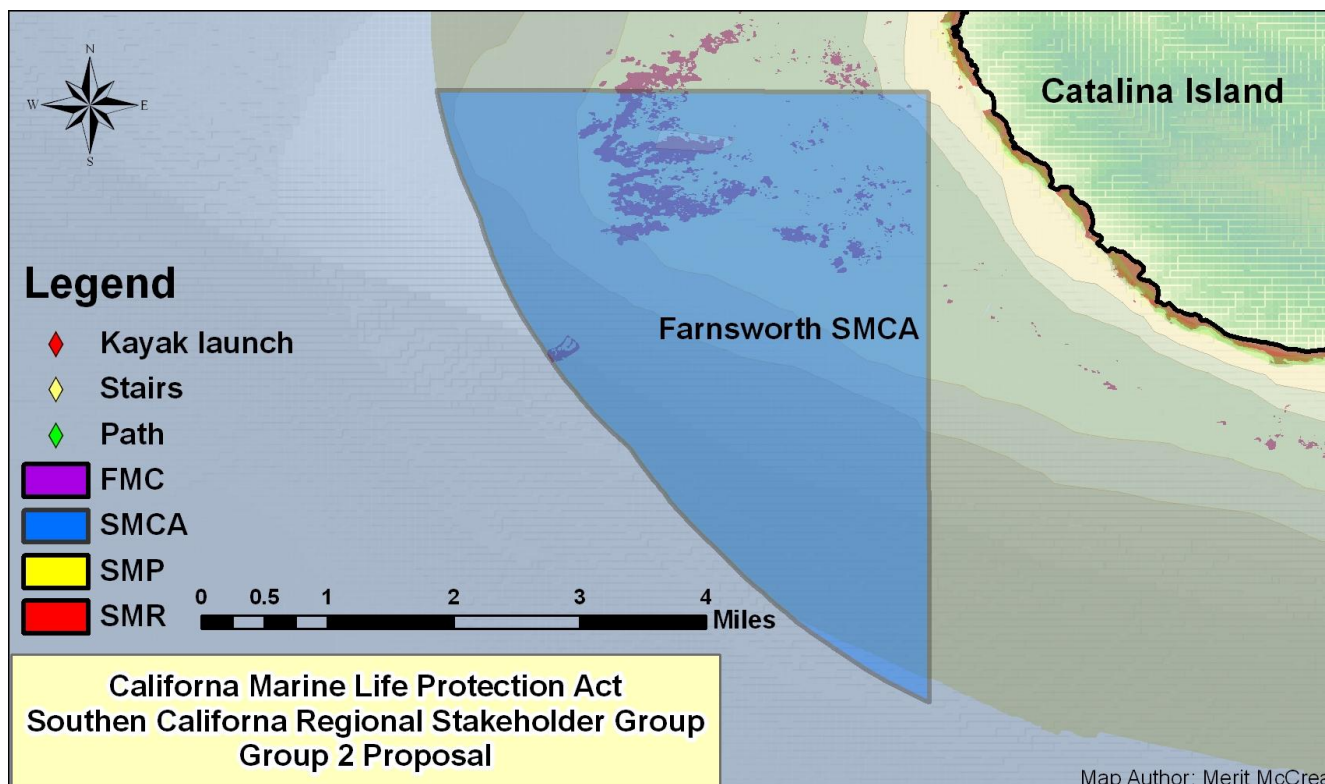 N
W E
S
Catalina Island
Farnsworth SMCA
Legend
Kayak launch
Stairs
Path
FMC
SMCA
SMP
SMR
0 0.5 1 2 3 4
Miles
Californa Marine Life Protection Act
Southen Californa Regional Stakeholder Group
Group 2 Proposal
Map Author: Merit McCrea